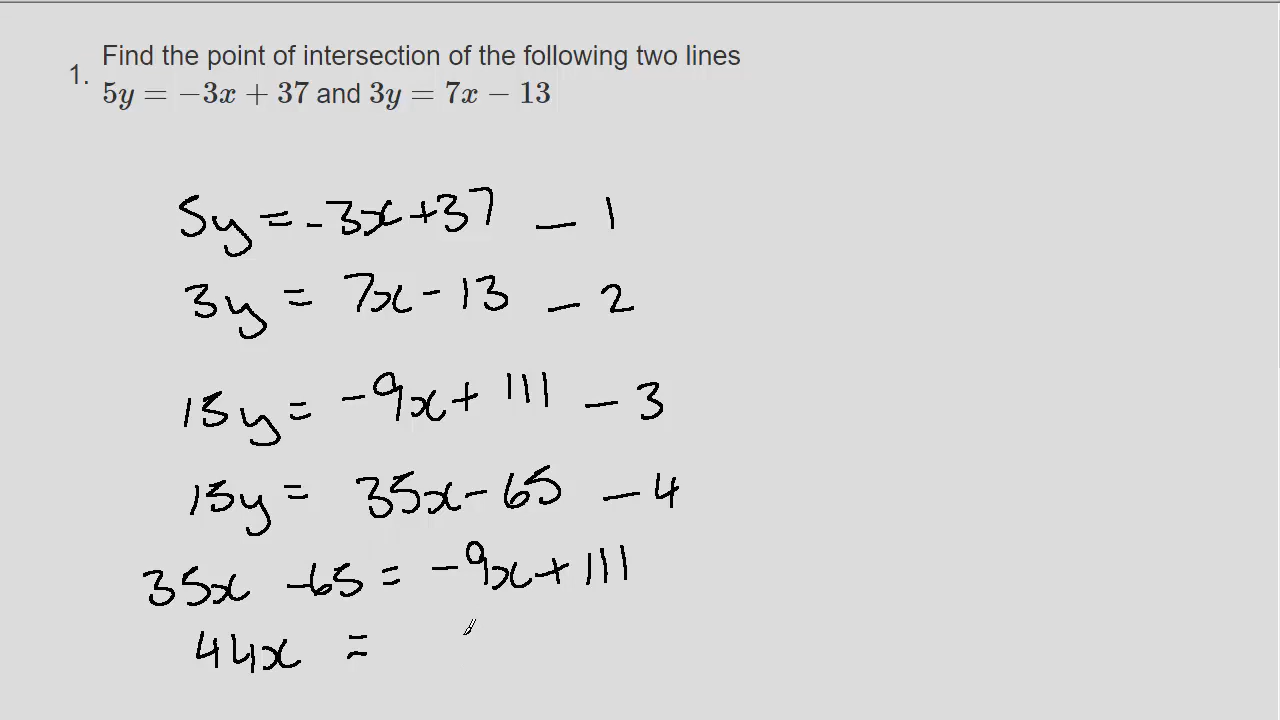 1. Find the point of intersection of the following two lines
5y = −3x + 37 and 3y = 7x − 13
5y = -3x + 37 - 1
3y = 7x - 13 - 2
15y = -9x + 111 - 3
15y = 35x - 65 - 4
35x - 65 = -9x + 111
44x =